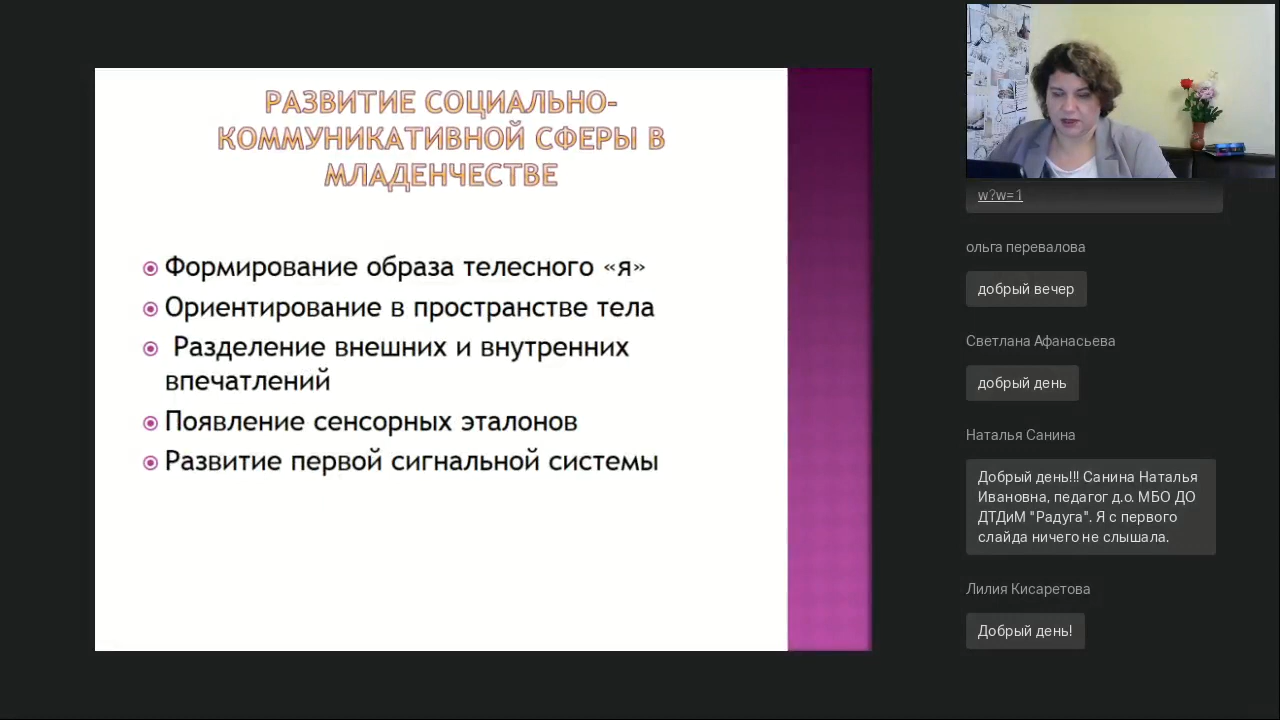 РАЗВИТИЕ СОЦИАЛЬНО-
КОММУНИКАТИВНОЙ СФЕРЫ В
МЛАДЕНЧЕСТВЕ
Формирование образа телесного «я»
Ориентирование в пространстве тела
Разделение внешних и внутренних
впечатлений
Появление сенсорных эталонов
Развитие первой сигнальной системы
w?w=1
ольга перевалова
добрый вечер
Светлана Афанасьева
добрый день
Наталья Санина
Добрый день!!! Санина Наталья
Ивановна, педагог д.о. МБО ДО
ДТДиМ "Радуга". Я с первого
слайда ничего не слышала.
Лилия Кисаретова
Добрый день!